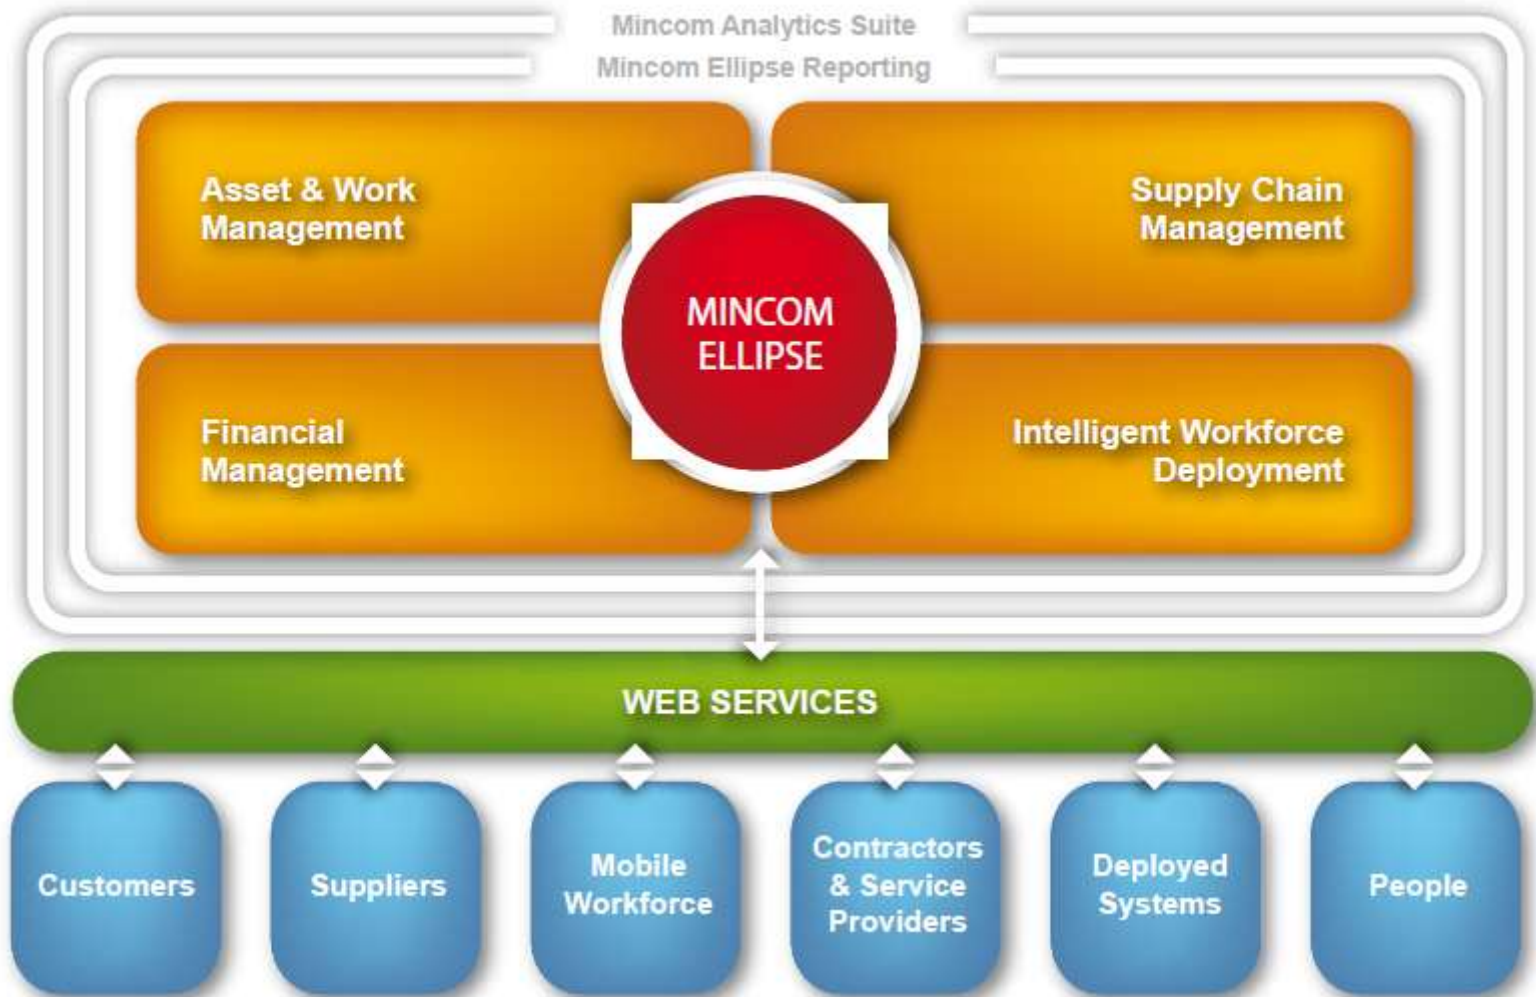 Mincom Analytics Suite
Mincom Ellipse Reporting
Asset & Work
Management
Supply Chain
Management
MINCOM
ELLIPSE
Financial
Management
Intelligent Workforce
Deployment
WEB SERVICES
Customers
Suppliers
Mobile
Workforce
Contractors
& Service
Providers
Deployed
Systems
People